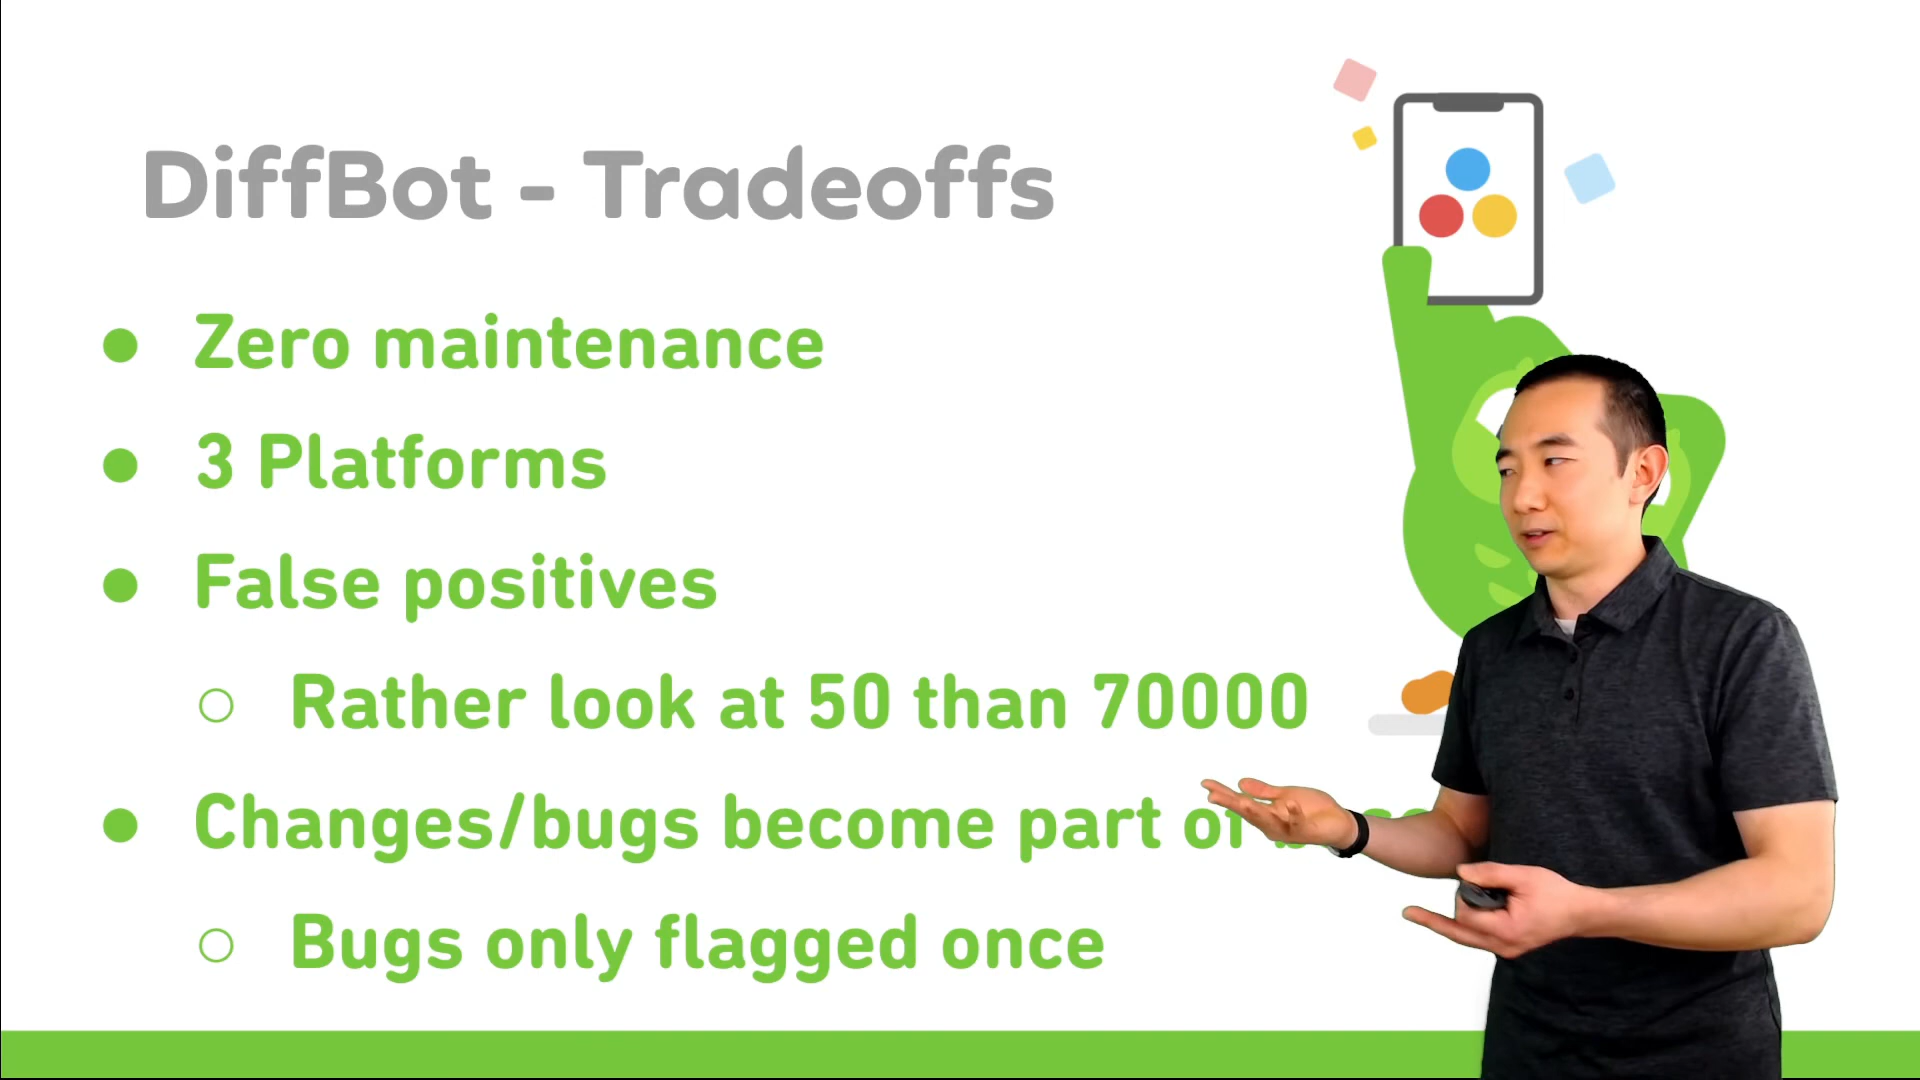 DiffBot - Tradeoffs
● Zero maintenance
● 3 Platforms
● False positives
○ Rather look at 50 than 70000
● Changes/bugs become part of
○ Bugs only flagged once